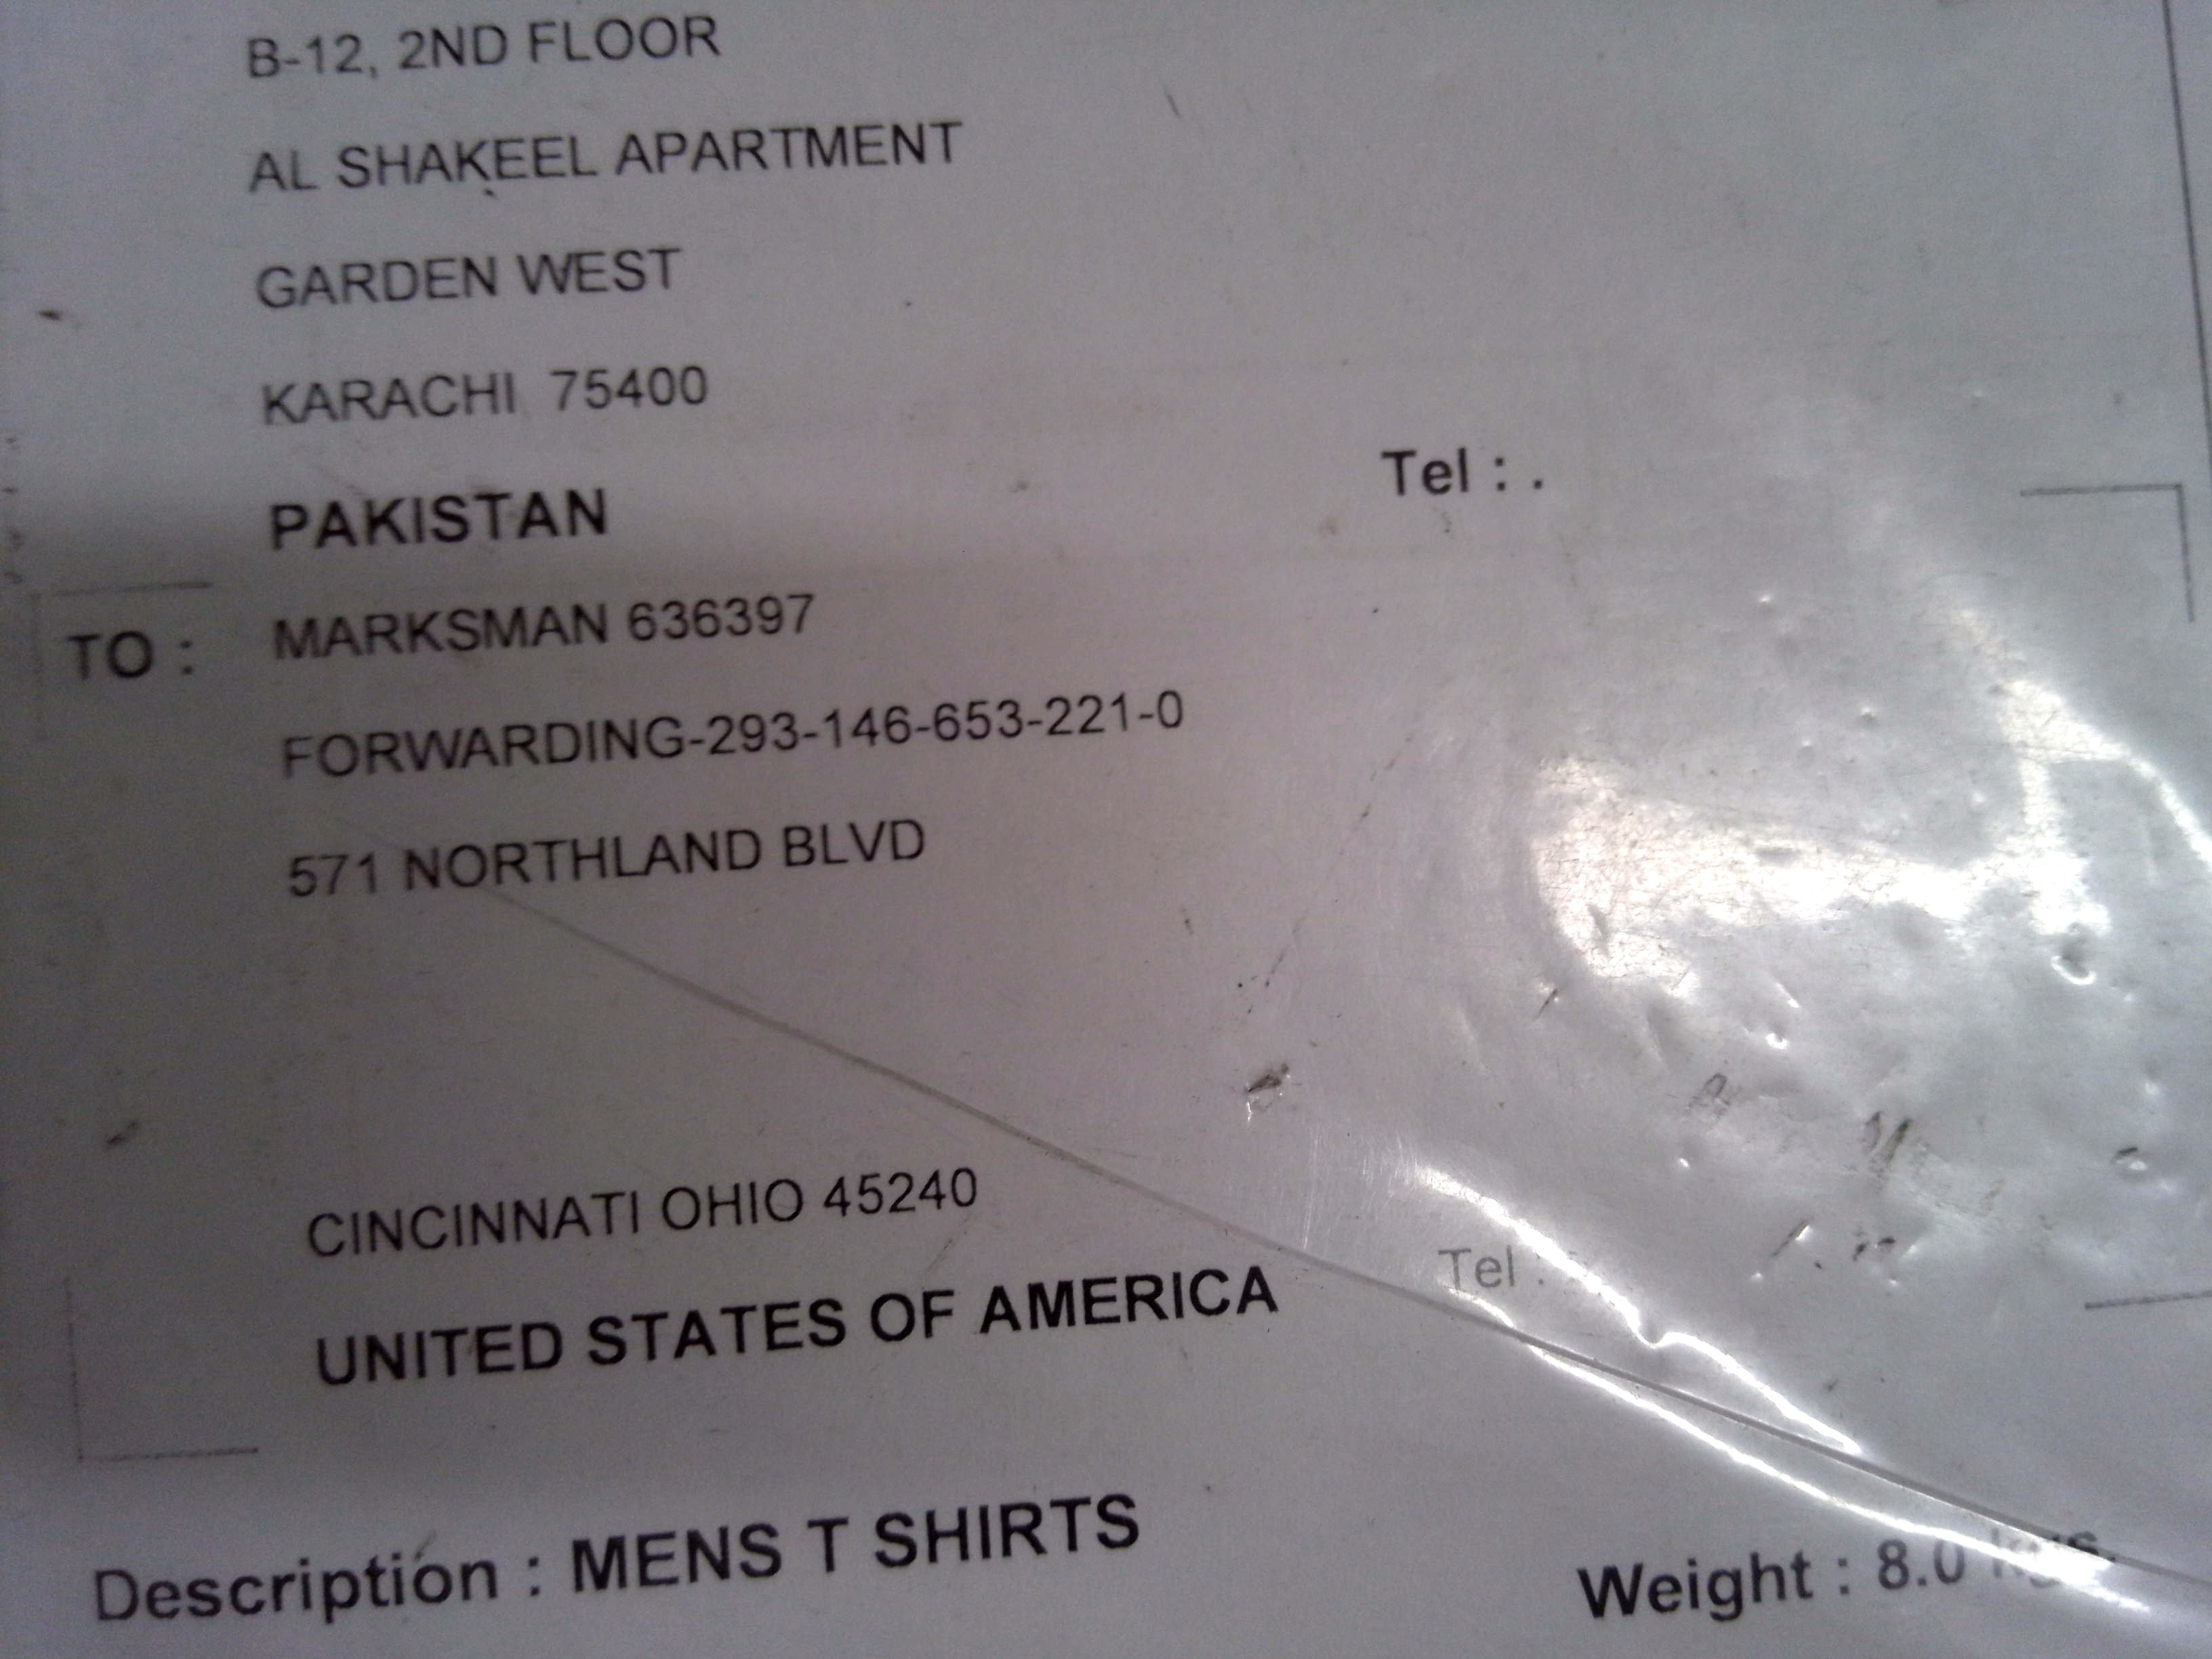 B-12, 2ND FLOOR
AL SHAKEEL APARTMENT
GARDEN WEST
KARACHI 75400
PAKISTAN
Tel : .
TO : MARKSMAN 636397
FORWARDING-293-146-653-221-0
571 NORTHLAND BLVD
CINCINNATI OHIO 45240
UNITED STATES OF AMERICA
Tel :
Description : MENS T SHIRTS
Weight : 8.0 kgs.